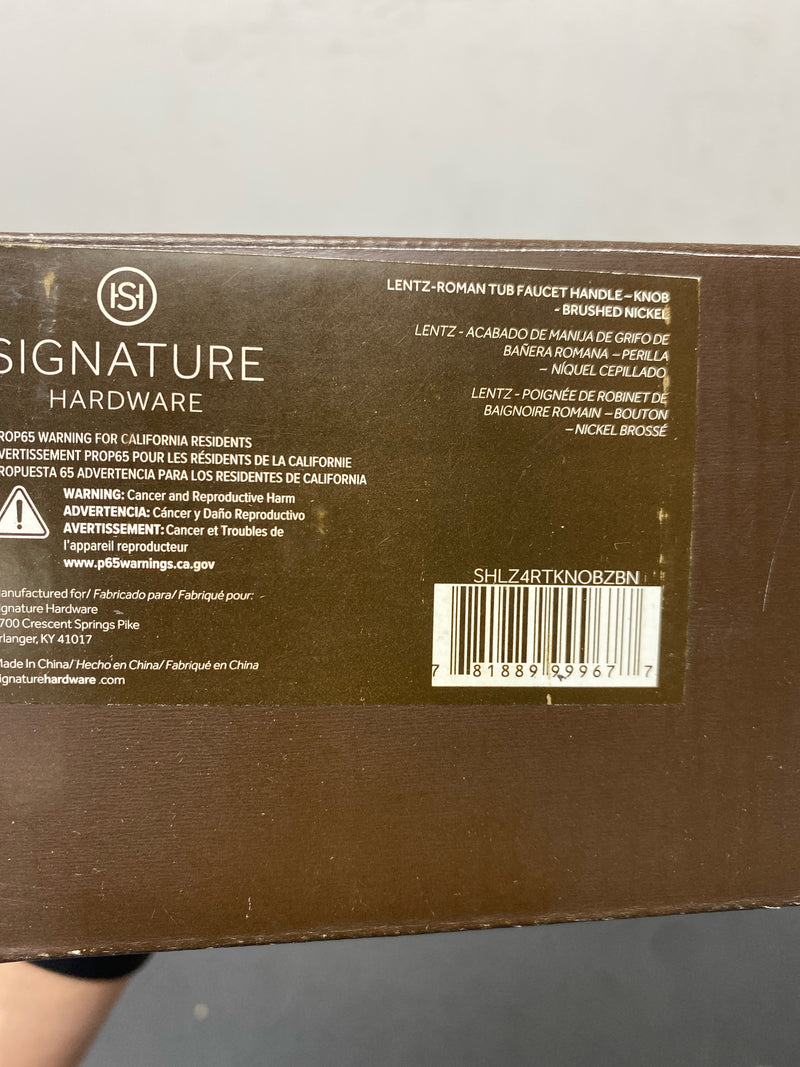 HS
SIGNATURE
HARDWARE
ROP65 WARNING FOR CALIFORNIA RESIDENTS
VERTISSEMENT PROP65 POUR LES RÉSIDENTS DE LA CALIFORNIE
ROPUESTA 65 ADVERTENCIA PARA LOS RESIDENTES DE CALIFORNIA
WARNING: Cancer and Reproductive Harm
ADVERTENCIA: Cáncer y Daño Reproductivo
AVERTISSEMENT: Cancer et Troubles de
l'appareil reproducteur
www.p65warnings.ca.gov
anufactured for/ Fabricado para/ Fabriqué pour:
ignature Hardware
700 Crescent Springs Pike
rlanger, KY 41017
Made In China/ Hecho en China/ Fabriqué en China
ignaturehardware .com
LENTZ-ROMAN TUB FAUCET HANDLE – KNOB
- BRUSHED NICKEL
LENTZ - ACABADO DE MANIJA DE GRIFO DE
BAÑERA ROMANA – PERILLA
~ NÍQUEL CEPILLADO
LENTZ - POIGNÉE DE ROBINET DE
BAIGNOIRE ROMAIN – BOUTON
– NICKEL BROSSÉ
SHLZ4RTKNOBZBN
7 81889 99967 7